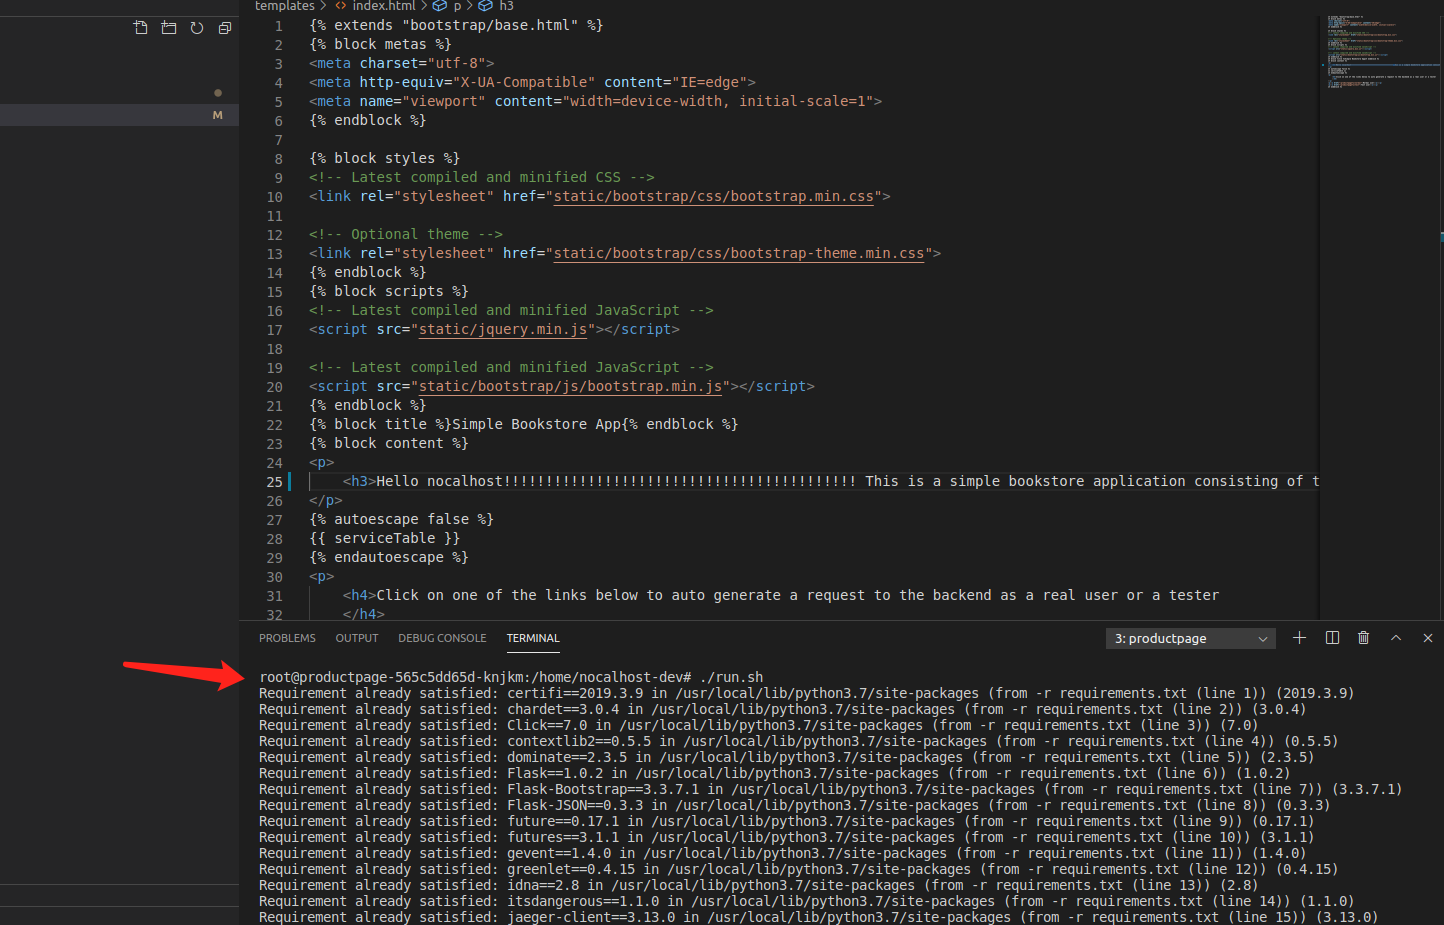 templates > <> index.html > p > h3
M
1 {% extends "bootstrap/base.html" %}
2 {% block metas %}
3 <meta charset="utf-8">
4 <meta http-equiv="X-UA-Compatible" content="IE=edge">
5 <meta name="viewport" content="width=device-width, initial-scale=1">
6 {% endblock %}
7
8 {% block styles %}
9 <!-- Latest compiled and minified CSS -->
10 <link rel="stylesheet" href="static/bootstrap/css/bootstrap.min.css">
11
12 <!-- Optional theme -->
13 <link rel="stylesheet" href="static/bootstrap/css/bootstrap-theme.min.css">
14 {% endblock %}
15 {% block scripts %}
16 <!-- Latest compiled and minified JavaScript -->
17 <script src="static/jquery.min.js"></script>
18
19 <!-- Latest compiled and minified JavaScript -->
20 <script src="static/bootstrap/js/bootstrap.min.js"></script>
21 {% endblock %}
22 {% block title %}Simple Bookstore App{% endblock %}
23 {% block content %}
24 <p>
25 <h3>Hello nocalhost!!!!!!!!!!!!!!!!!!!!!!!!!!!!!!!!!!!!!!!!!! This is a simple bookstore application consisting of t
26 </p>
27 {% autoescape false %}
28 {{ serviceTable }}
29 {% endautoescape %}
30 <p>
31 <h4>Click on one of the links below to auto generate a request to the backend as a real user or a tester
32 </h4>
PROBLEMS OUTPUT DEBUG CONSOLE TERMINAL 3: productpage
root@productpage-565c5dd65d-knjkm:/home/nocalhost-dev# ./run.sh
Requirement already satisfied: certifi==2019.3.9 in /usr/local/lib/python3.7/site-packages (from -r requirements.txt (line 1)) (2019.3.9)
Requirement already satisfied: chardet==3.0.4 in /usr/local/lib/python3.7/site-packages (from -r requirements.txt (line 2)) (3.0.4)
Requirement already satisfied: Click==7.0 in /usr/local/lib/python3.7/site-packages (from -r requirements.txt (line 3)) (7.0)
Requirement already satisfied: contextlib2==0.5.5 in /usr/local/lib/python3.7/site-packages (from -r requirements.txt (line 4)) (0.5.5)
Requirement already satisfied: dominate==2.3.5 in /usr/local/lib/python3.7/site-packages (from -r requirements.txt (line 5)) (2.3.5)
Requirement already satisfied: Flask==1.0.2 in /usr/local/lib/python3.7/site-packages (from -r requirements.txt (line 6)) (1.0.2)
Requirement already satisfied: Flask-Bootstrap==3.3.7.1 in /usr/local/lib/python3.7/site-packages (from -r requirements.txt (line 7)) (3.3.7.1)
Requirement already satisfied: Flask-JSON==0.3.3 in /usr/local/lib/python3.7/site-packages (from -r requirements.txt (line 8)) (0.3.3)
Requirement already satisfied: future==0.17.1 in /usr/local/lib/python3.7/site-packages (from -r requirements.txt (line 9)) (0.17.1)
Requirement already satisfied: futures==3.1.1 in /usr/local/lib/python3.7/site-packages (from -r requirements.txt (line 10)) (3.1.1)
Requirement already satisfied: gevent==1.4.0 in /usr/local/lib/python3.7/site-packages (from -r requirements.txt (line 11)) (1.4.0)
Requirement already satisfied: greenlet==0.4.15 in /usr/local/lib/python3.7/site-packages (from -r requirements.txt (line 12)) (0.4.15)
Requirement already satisfied: idna==2.8 in /usr/local/lib/python3.7/site-packages (from -r requirements.txt (line 13)) (2.8)
Requirement already satisfied: itsdangerous==1.1.0 in /usr/local/lib/python3.7/site-packages (from -r requirements.txt (line 14)) (1.1.0)
Requirement already satisfied: jaeger-client==3.13.0 in /usr/local/lib/python3.7/site-packages (from -r requirements.txt (line 15)) (3.13.0)